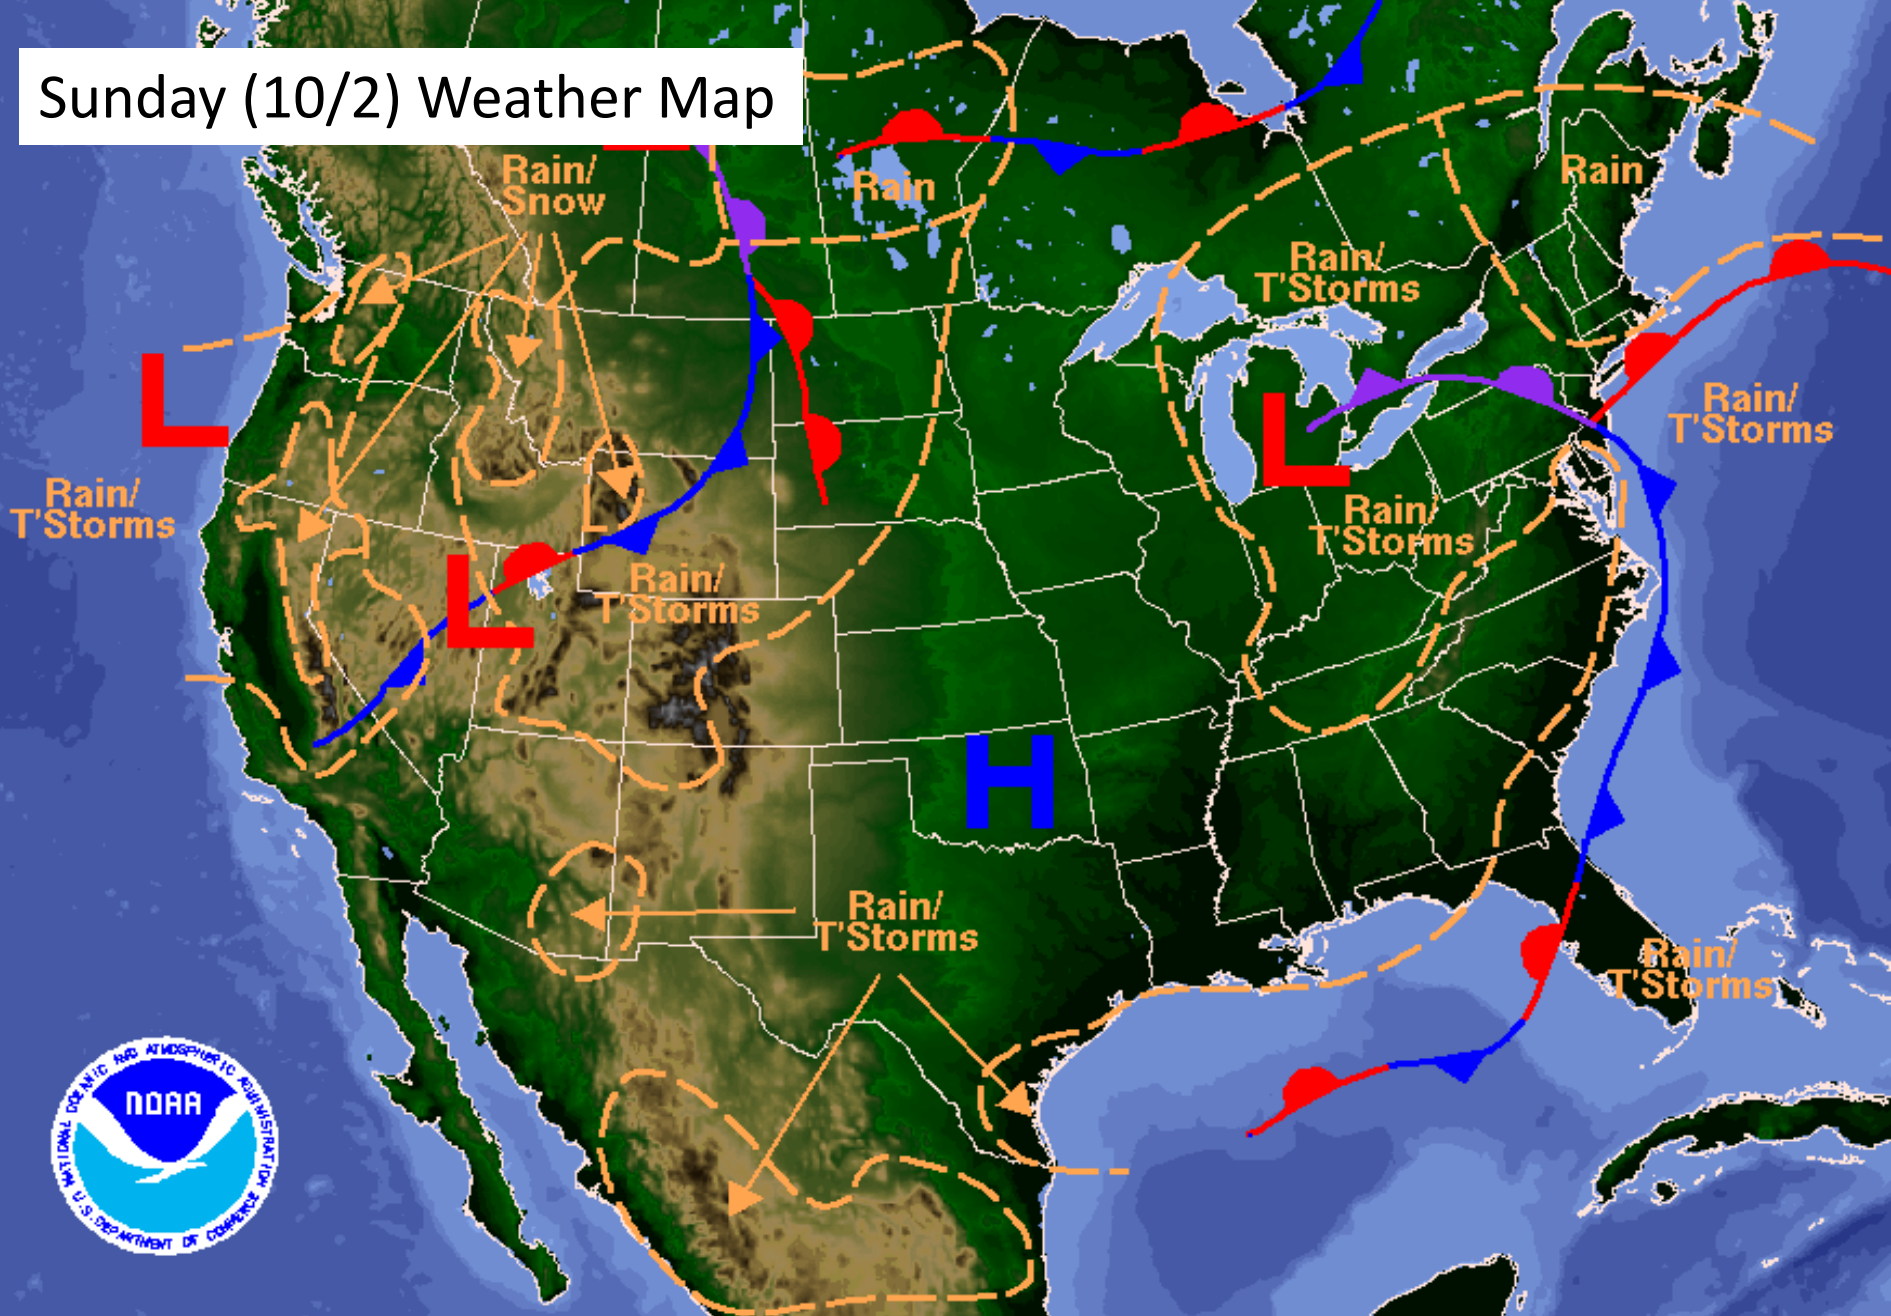 Sunday (10/2) Weather Map
Rain/
Snow
Rain
Rain
Rain/
T'Storms
Rain/
T'Storms
Rain/
T'Storms
Rain/
T'Storms
L
L
L
Rain/
T'Storms
H
Rain/
T'Storms
Rain/
T'Storms
NATIONAL OCEANIC AND ATMOSPHERIC ADMINISTRATION
NOAA
U.S. DEPARTMENT OF COMMERCE